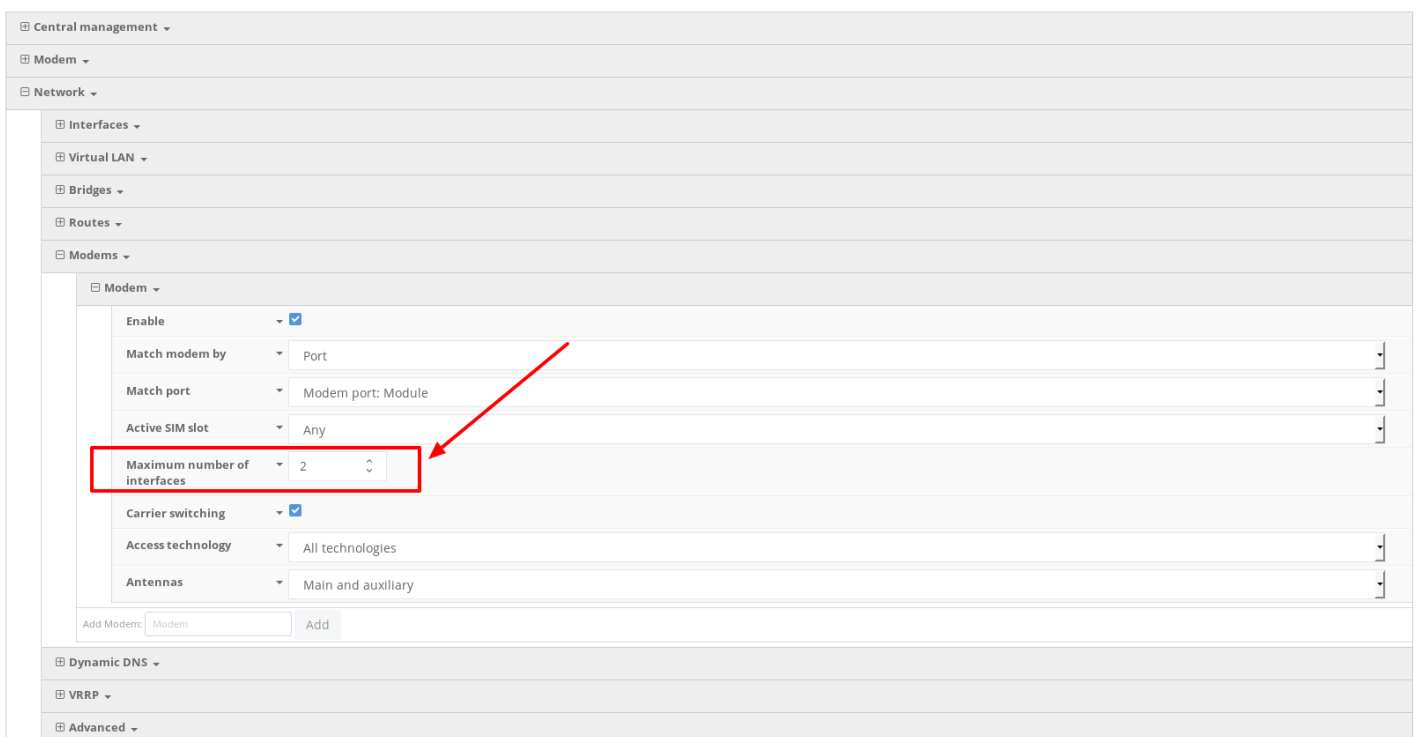 Central management
Modem
Network
Interfaces
Virtual LAN
Bridges
Routes
Modems
Modem
Enable
Match modem by Port
Match port Modem port: Module
Active SIM slot Any
Maximum number of 2
interfaces
Carrier switching
Access technology All technologies
Antennas Main and auxiliary
Add Modem: Modem Add
Dynamic DNS
VRRP
Advanced